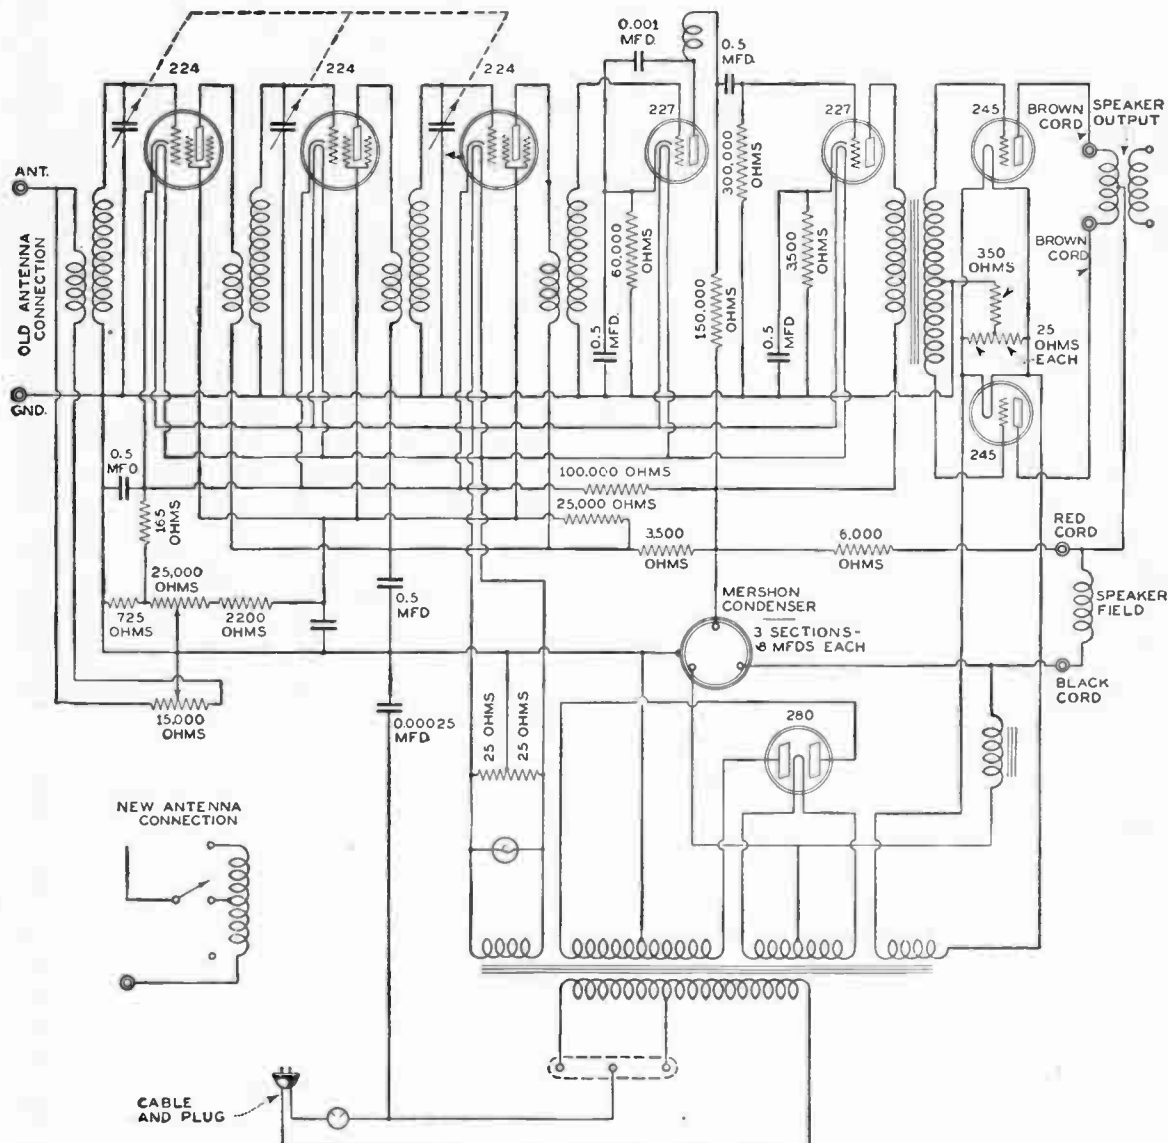 0.001
MFD.
0.5
MFD.
224
224
224
227
227
245
BROWN
CORD
SPEAKER
OUTPUT
ANT.
OLD ANTENNA
CONNECTION
300,000
OHMS
60,000
OHMS
3,500
OHMS
BROWN
CORD
350
OHMS
150,000
OHMS
0.5
MFD.
0.5
MFD
25
OHMS
EACH
GND.
245
0.5
MFD
100,000 OHMS
25,000 OHMS
165
OHMS
RED
CORD
3,500
OHMS
6,000
OHMS
25,000
OHMS
0.5
MFD
MERSHON
CONDENSER
3 SECTIONS-
8 MFDS EACH
SPEAKER
FIELD
725
OHMS
2200
OHMS
BLACK
CORD
15,000
OHMS
0.00025
MFD.
25 OHMS
25 OHMS
280
NEW ANTENNA
CONNECTION
CABLE
AND PLUG